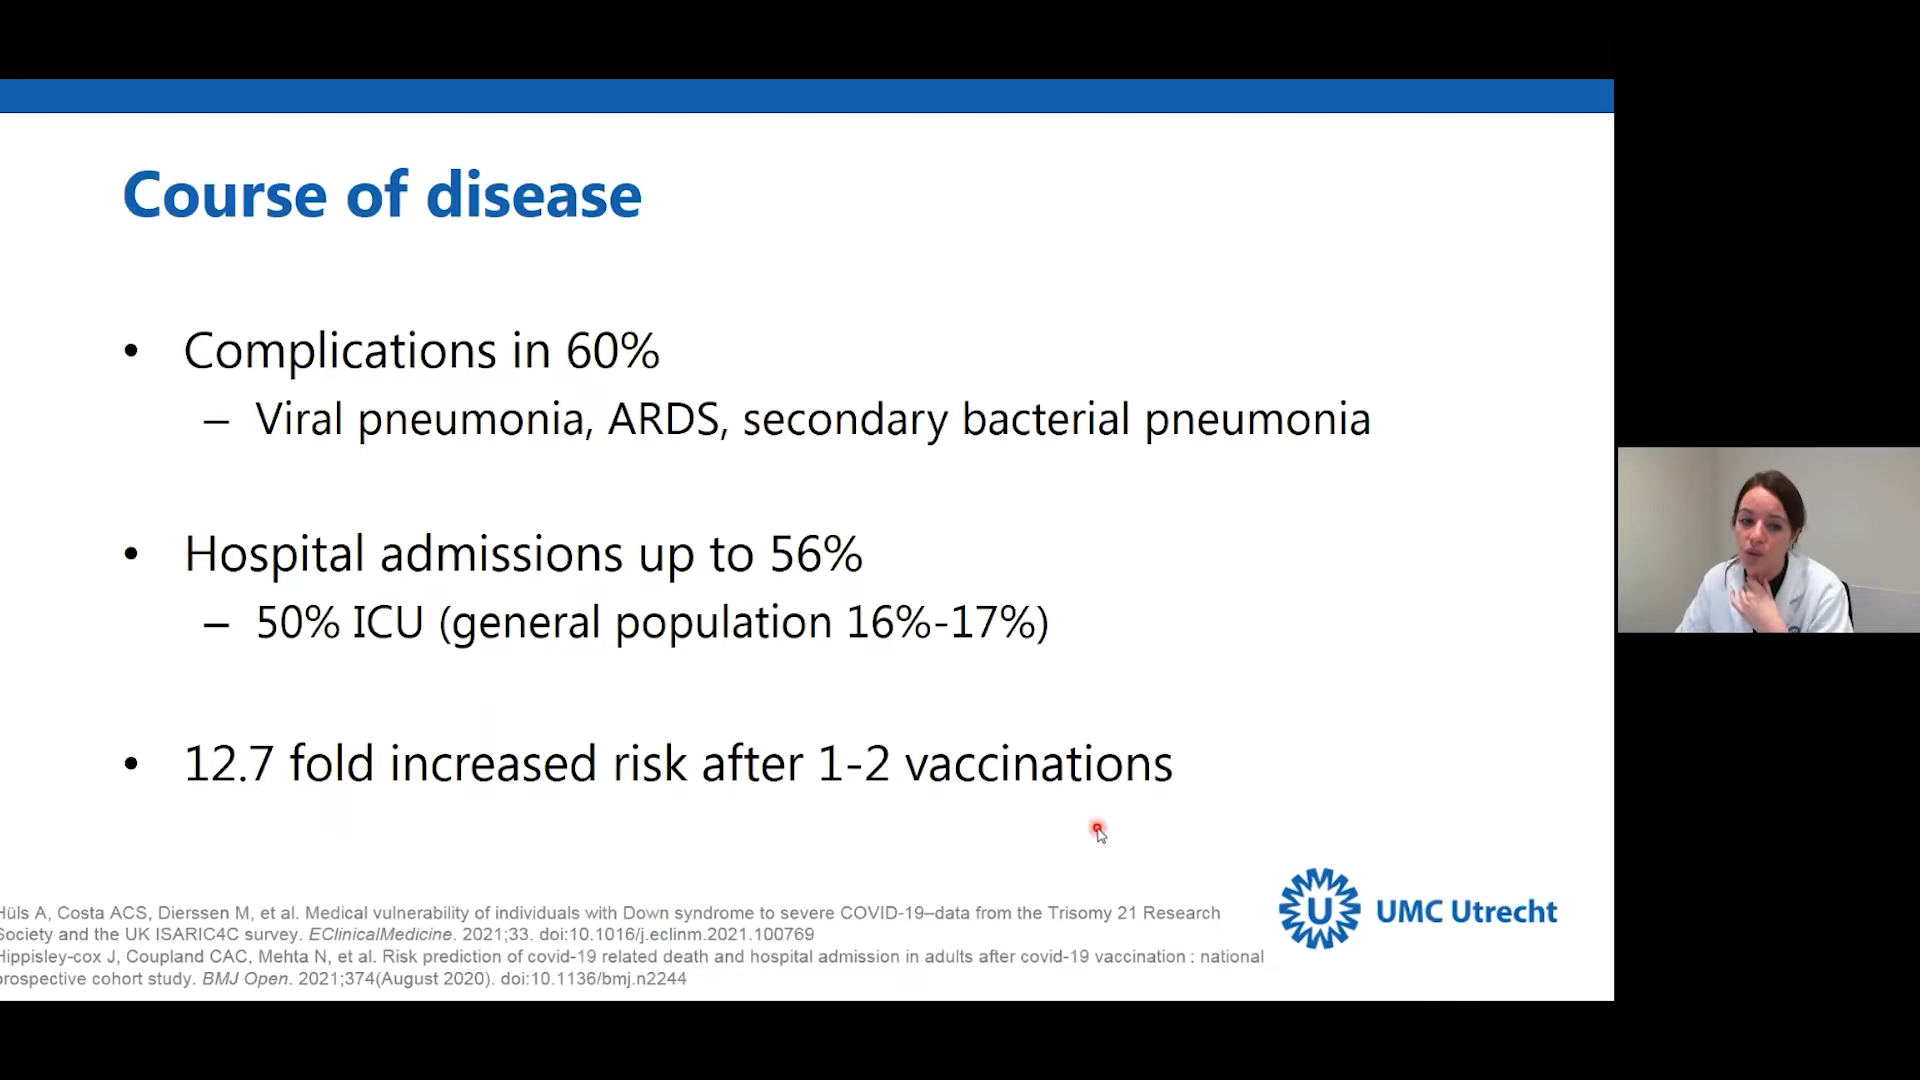 Course of disease
• Complications in 60%
– Viral pneumonia, ARDS, secondary bacterial pneumonia
• Hospital admissions up to 56%
– 50% ICU (general population 16%-17%)
• 12.7 fold increased risk after 1-2 vaccinations
Hüls A, Costa ACS, Dierssen M, et al. Medical vulnerability of individuals with Down syndrome to severe COVID-19–data from the Trisomy 21 Research
Society and the UK ISARIC4C survey. EClinicalMedicine. 2021;33. doi:10.1016/j.eclinm.2021.100769
Hippisley-cox J, Coupland CAC, Mehta N, et al. Risk prediction of covid-19 related death and hospital admission in adults after covid-19 vaccination : national
prospective cohort study. BMJ Open. 2021;374(August 2020). doi:10.1136/bmj.n2244
U UMC Utrecht